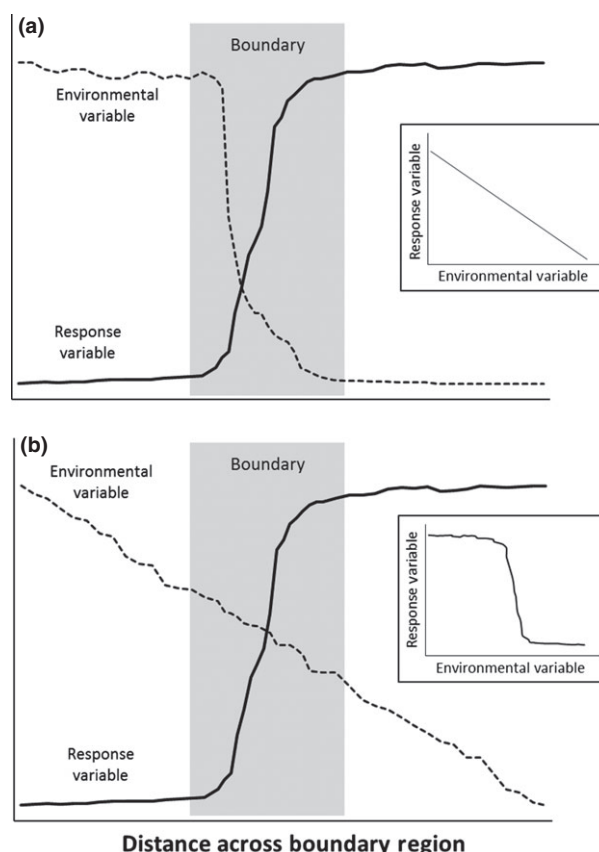 (a)
Boundary
Environmental
variable
Response
variable
Response variable
Environmental variable
(b)
Boundary
Environmental
variable
Response
variable
Response variable
Environmental variable
Distance across boundary region